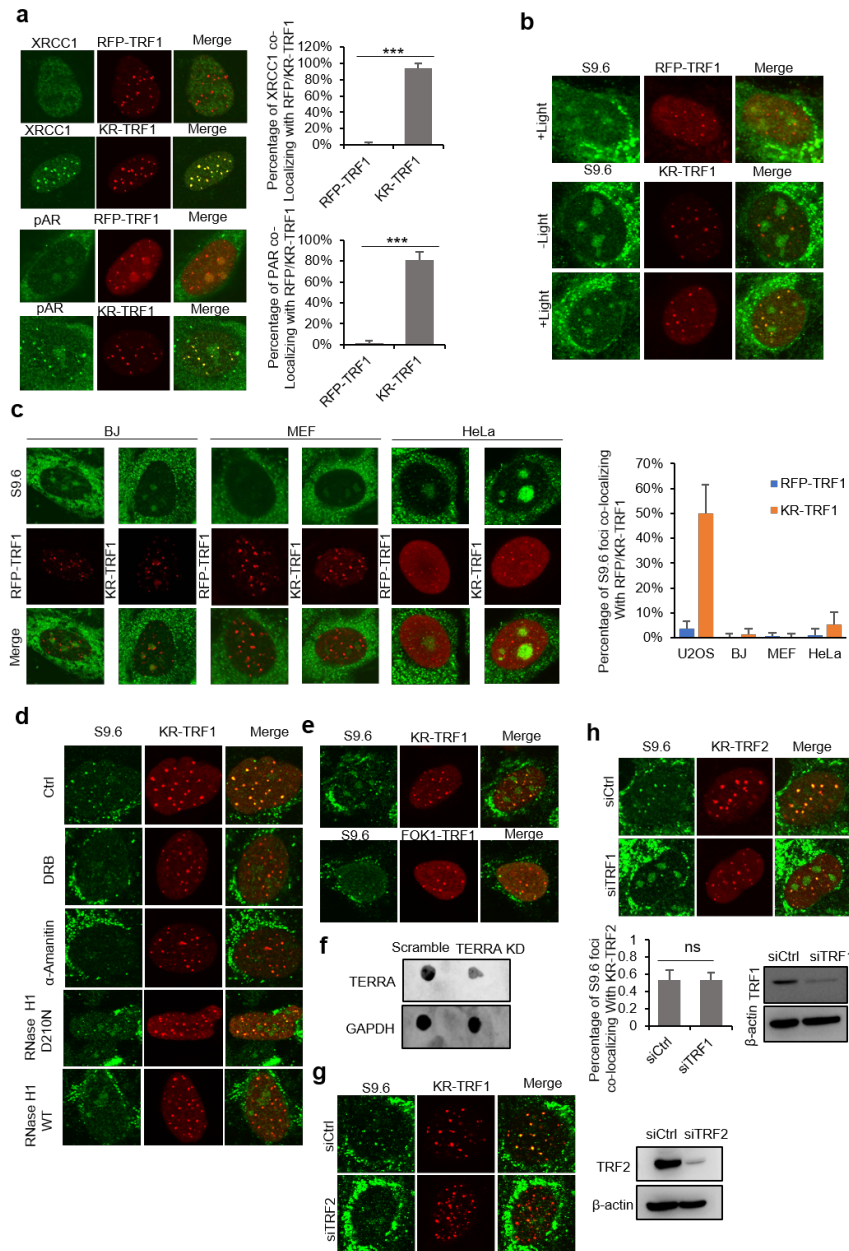 a
XRCC1 RFP-TRF1 Merge
XRCC1 KR-TRF1 Merge
pAR RFP-TRF1 Merge
pAR KR-TRF1 Merge
Percentage of XRCC1 co-
Localizing with RFP/KR-TRF1
120%
100%
80%
60%
40%
20%
0%
***
RFP-TRF1
KR-TRF1
Percentage of PAR co-
Localizing with RFP/KR-TRF1
100%
80%
60%
40%
20%
0%
***
RFP-TRF1
KR-TRF1
b
S9.6 RFP-TRF1 Merge
+Light
S9.6 KR-TRF1 Merge
-Light
+Light
c
BJ MEF HeLa
S9.6
RFP-TRF1
KR-TRF1
RFP-TRF1
KR-TRF1
RFP-TRF1
KR-TRF1
Merge
Percentage of S9.6 foci co-localizing
With RFP/KR-TRF1
70%
60%
50%
40%
30%
20%
10%
0%
RFP-TRF1
KR-TRF1
U2OS BJ MEF HeLa
d
S9.6 KR-TRF1 Merge
Ctrl
DRB
α-Amanitin
RNase H1
D210N
RNase H1
WT
e
S9.6 KR-TRF1 Merge
S9.6 FOK1-TRF1 Merge
f
Scramble TERRA KD
TERRA
GAPDH
g
S9.6 KR-TRF1 Merge
siCtrl
siTRF2
siCtrl siTRF2
TRF2
β-actin
h
S9.6 KR-TRF2 Merge
siCtrl
siTRF1
Percentage of S9.6 foci
co-localizing With KR-TRF2
1
0.8
0.6
0.4
0.2
0
ns
siCtrl
siTRF1
siCtrl siTRF1
TRF1
β-actin